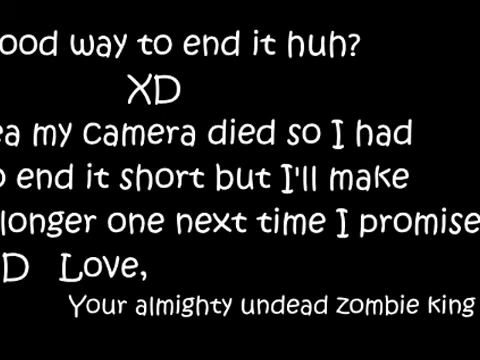 ood way to end it huh?
XD
ea my camera died so I had
o end it short but I'll make
longer one next time I promise
D Love,
Your almighty undead zombie king